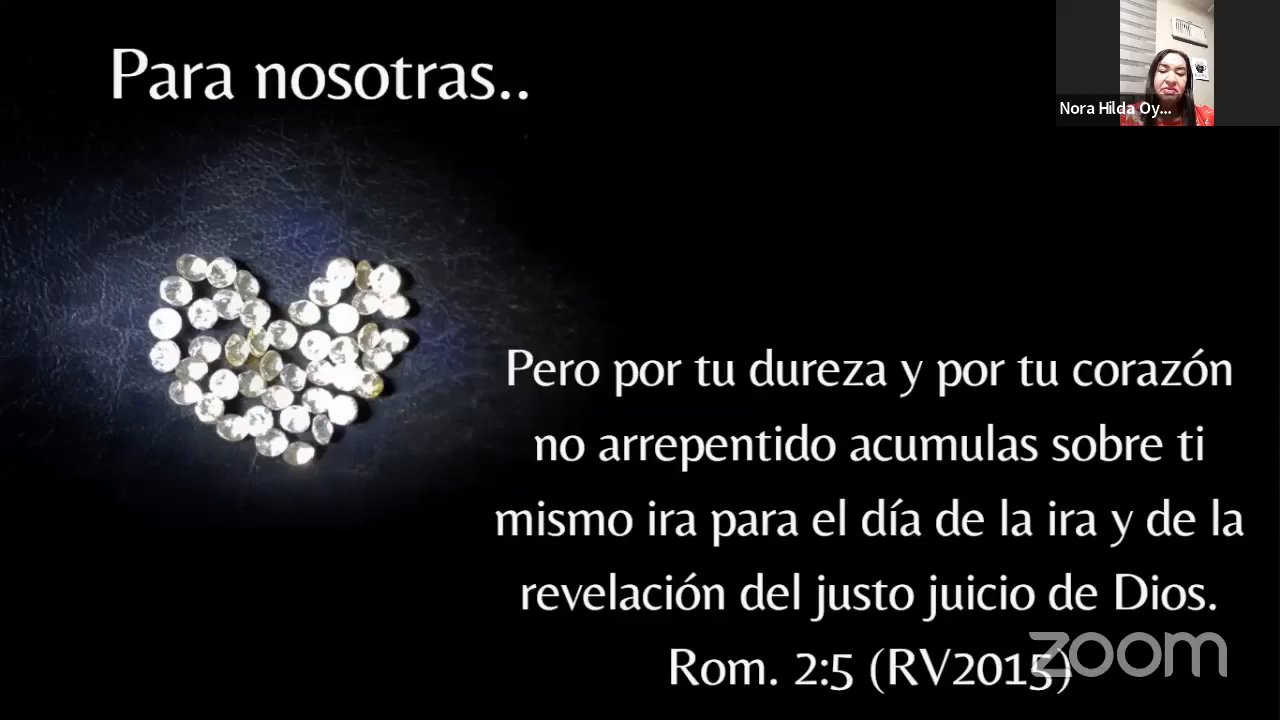 Para nosotras..
Nora Hilda Oy...
Pero por tu dureza y por tu corazón
no arrepentido acumulas sobre ti
mismo ira para el día de la ira y de la
revelación del justo juicio de Dios.
Rom. 2:5 (RV2015)
zoom